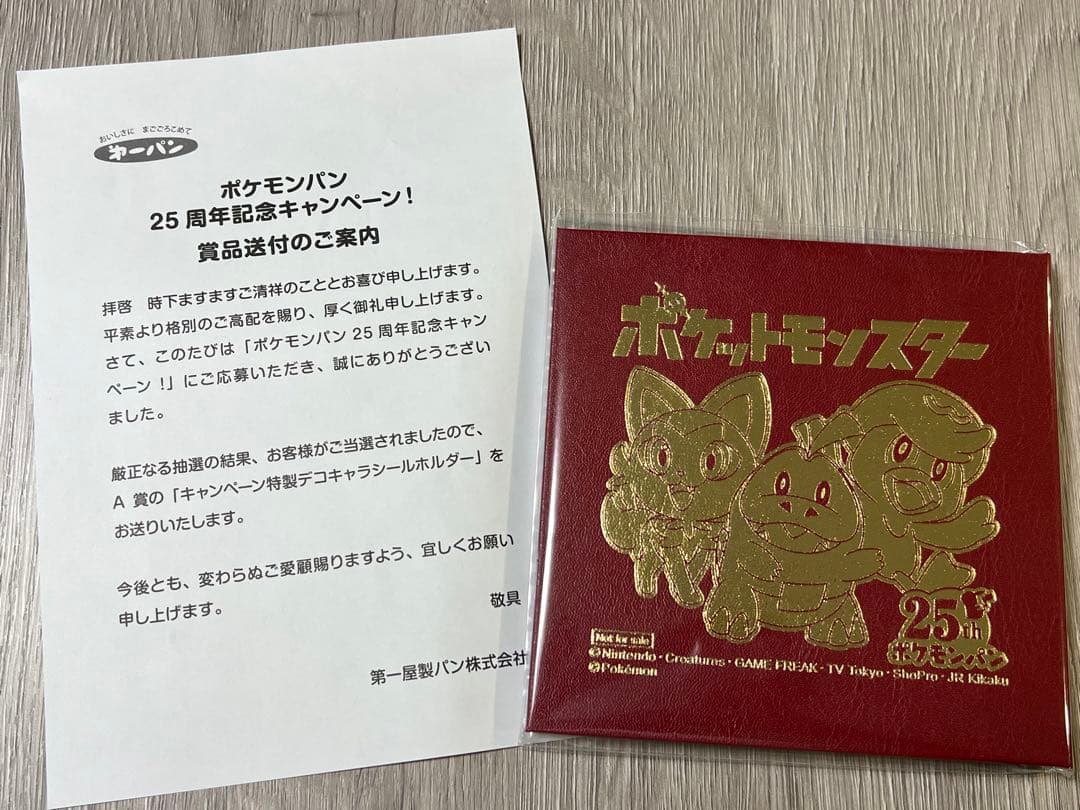 おいしさに まごころこめて
第一パン
ポケモンパン
25周年記念キャンペーン！
賞品送付のご案内
拝啓　時下ますますご清祥のこととお喜び申し上げます。
平素より格別のご高配を賜り、厚く御礼申し上げます。
さて、このたびは「ポケモンパン25周年記念キャン
ペーン！」にご応募いただき、誠にありがとうござい
ました。
厳正なる抽選の結果、お客様がご当選されましたので、
A 賞の「キャンペーン特製デコキャラシールホルダー」を
お送りいたします。
今後とも、変わらぬご愛顧賜りますよう、宜しくお願い
申し上げます。
敬具
第一屋製パン株式会社
ポケットモンスター
25th
ポケモンパン
Not for sale
©Nintendo・Creatures・GAME FREAK・TV Tokyo・ShoPro・JR Kikaku
©Pokémon